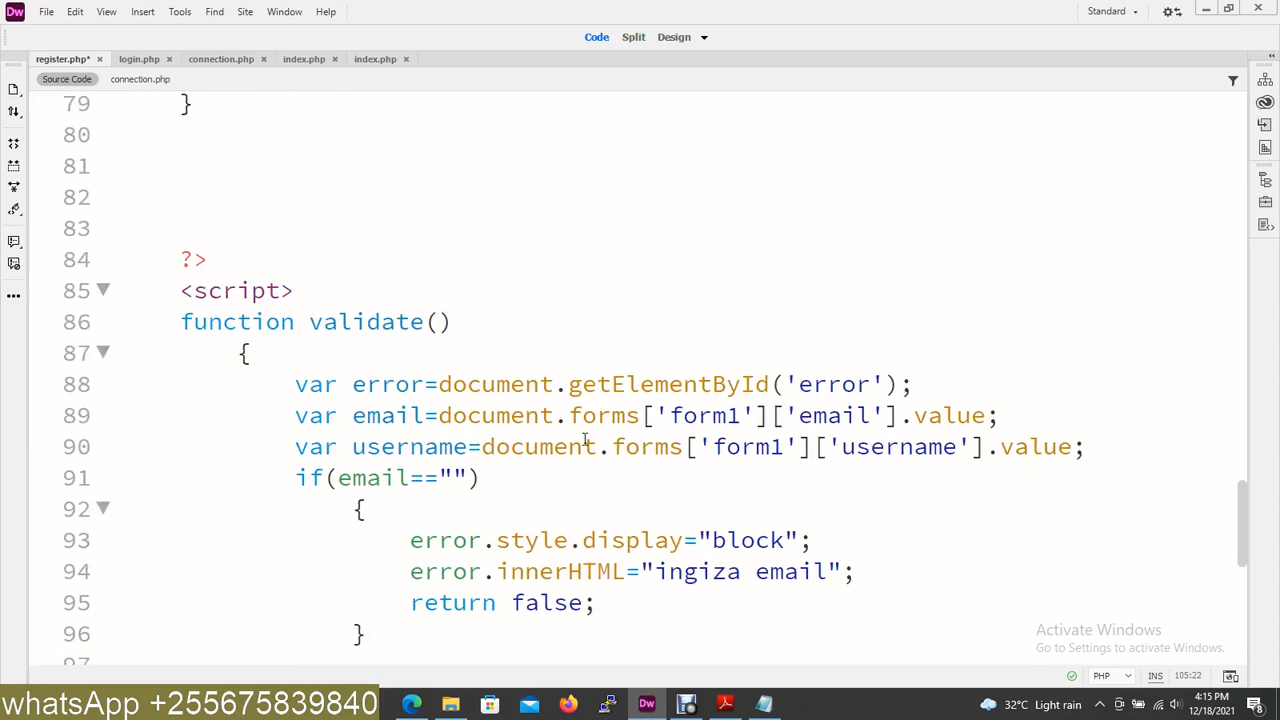 Dw File Edit View Insert Tools Find Site Window Help Standard
Code Split Design
register.php* × login.php × connection.php × index.php × index.php ×
Source Code connection.php
79 }
80
81
82
83
84 ?>
85 <script>
86 function validate()
87 {
88 var error=document.getElementById('error');
89 var email=document.forms['form1']['email'].value;
90 var username=document.forms['form1']['username'].value;
91 if(email=="")
92 {
93 error.style.display="block";
94 error.innerHTML="ingiza email";
95 return false;
96 }
97
Activate Windows
Go to Settings to activate Windows.
PHP INS 105:22
whatsApp +255675839840
Dw
32°C Light rain
4:15 PM
12/18/2021
8